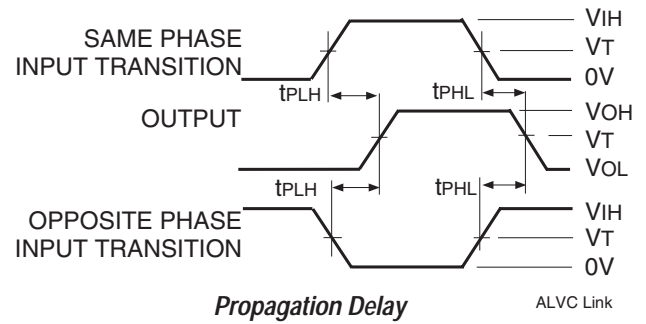 SAME PHASE
INPUT TRANSITION
VIH
VT
0V
tPLH
tPHL
OUTPUT
VOH
VT
VOL
tPLH
tPHL
OPPOSITE PHASE
INPUT TRANSITION
VIH
VT
0V
Propagation Delay
ALVC Link